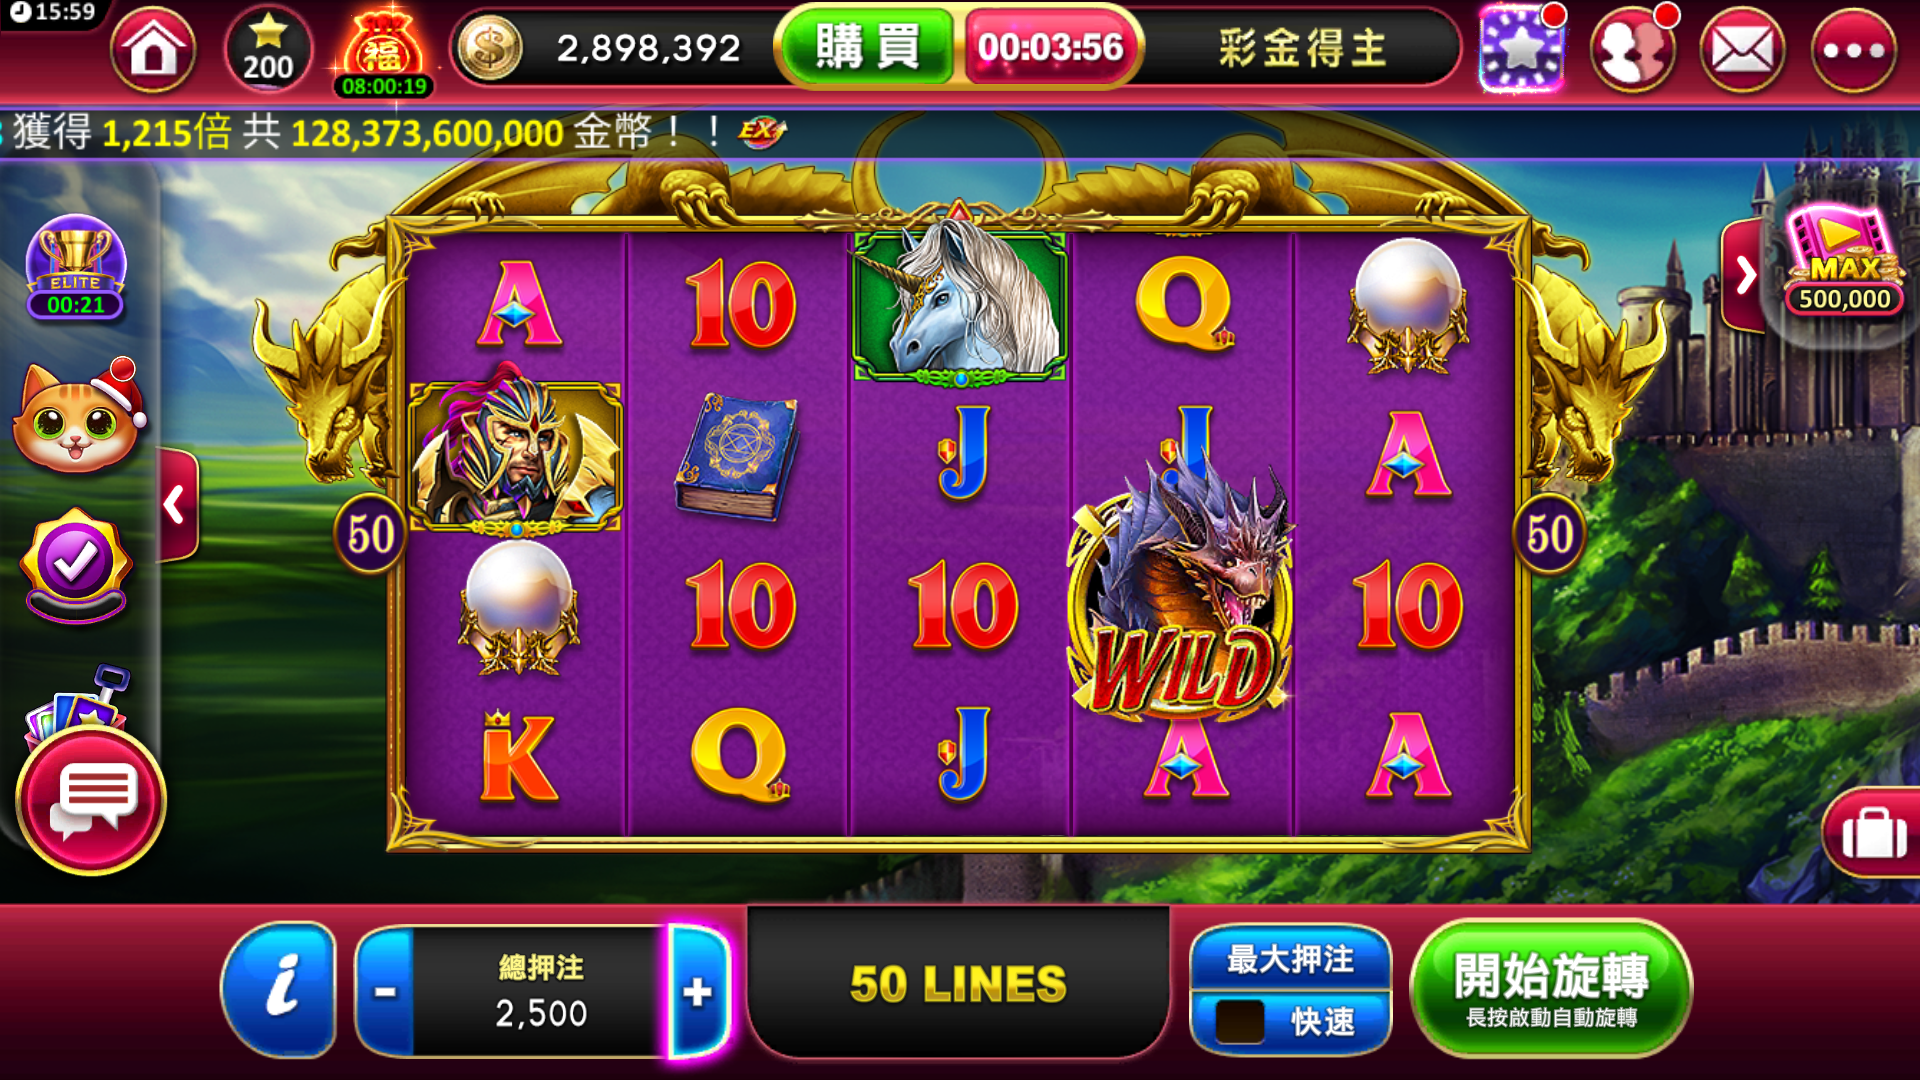 15:59
200
福
08:00:19
2,898,392
購買
00:03:56
彩金得主
獲得 1,215倍 共 128,373,600,000 金幣！！ EX
ELITE
00:21
MAX
500,000
A 10 Q
J J A
50 50
10 10 WILD 10
K Q J A A
i
-
總押注
2,500
+
50 LINES
最大押注
快速
開始旋轉
長按啟動自動旋轉